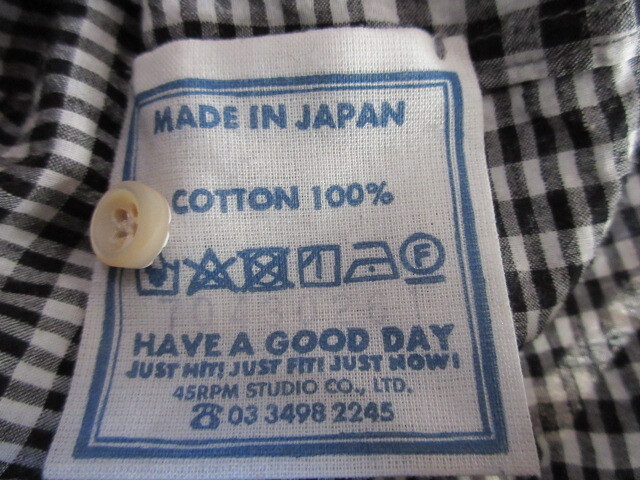 MADE IN JAPAN
COTTON 100%
F
HAVE A GOOD DAY
JUST HIT! JUST FIT! JUST NOW!
45RPM STUDIO CO., LTD.
☎ 03 3498 2245